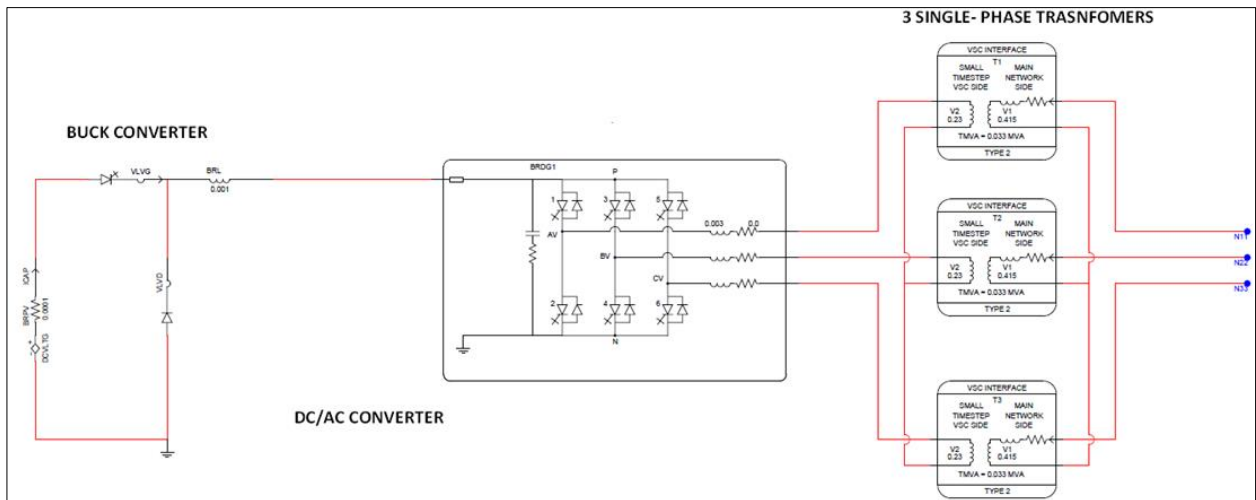 3 SINGLE- PHASE TRASNFOMERS
VSC INTERFACE
T1
SMALL MAIN
TIMESTEP NETWORK
VSC SIDE SIDE
V2 V1
0.23 0.415
TMVA = 0.033 MVA
TYPE 2
BUCK CONVERTER
VLVG
BRL
0.001
VLVD
ICAP
BRPV
0.0001
DCVLTG
- +
DC/AC CONVERTER
BRDG1
P
1 3 5
AV
BV
CV
0.003 0.0
2 4 6
N
VSC INTERFACE
T2
SMALL MAIN
TIMESTEP NETWORK
VSC SIDE SIDE
V2 V1
0.23 0.415
TMVA = 0.033 MVA
TYPE 2
N11
N22
N33
VSC INTERFACE
T3
SMALL MAIN
TIMESTEP NETWORK
VSC SIDE SIDE
V2 V1
0.23 0.415
TMVA = 0.033 MVA
TYPE 2